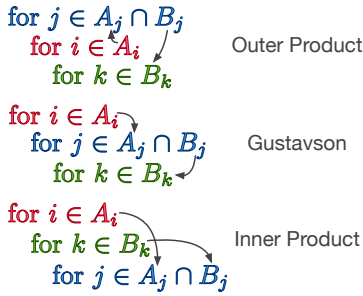 for j ∈ A_j ∩ B_j
for i ∈ A_i
Outer Product
for k ∈ B_k
for i ∈ A_i
for j ∈ A_j ∩ B_j
Gustavson
for k ∈ B_k
for i ∈ A_i
for k ∈ B_k
Inner Product
for j ∈ A_j ∩ B_j